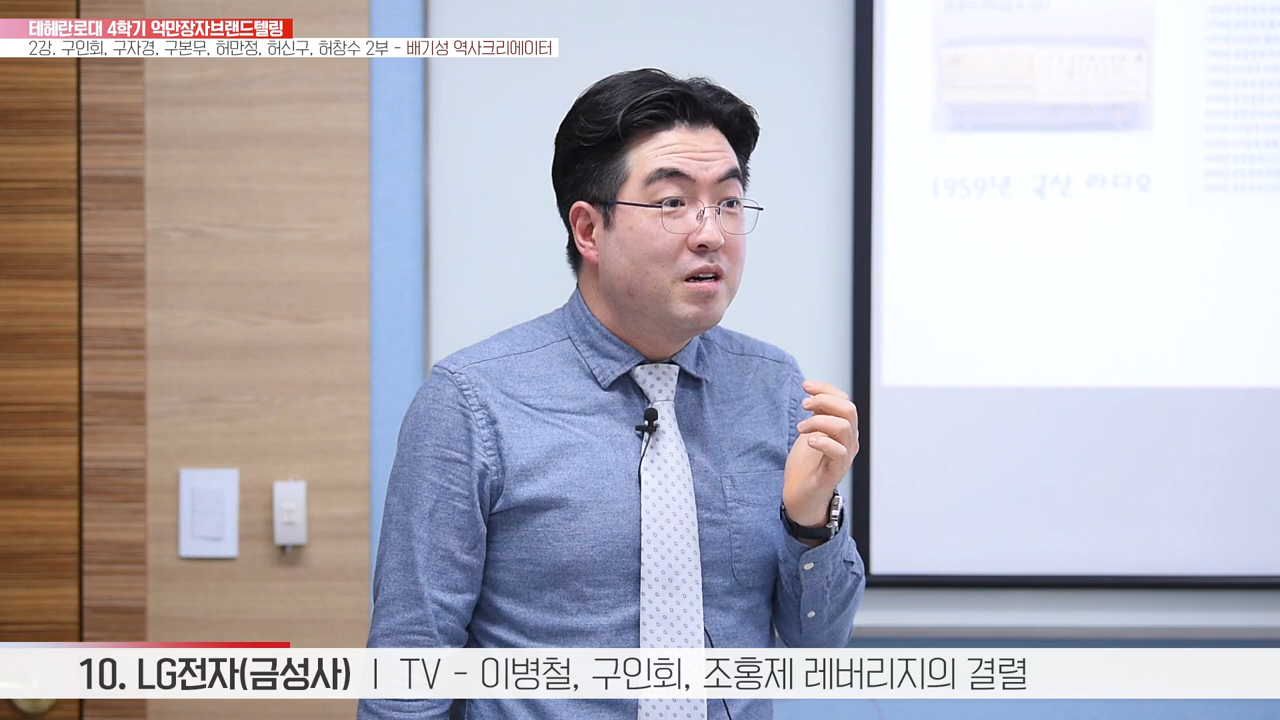 테헤란로대 4학기 억만장자브랜드텔링
2강. 구인회, 구자경, 구본무, 허만정, 허신구, 허창수 2부 - 배기성 역사크리에이터
1959년 국산 라디오
10. LG전자(금성사) ㅣ TV - 이병철, 구인회, 조홍제 레버리지의 결렬